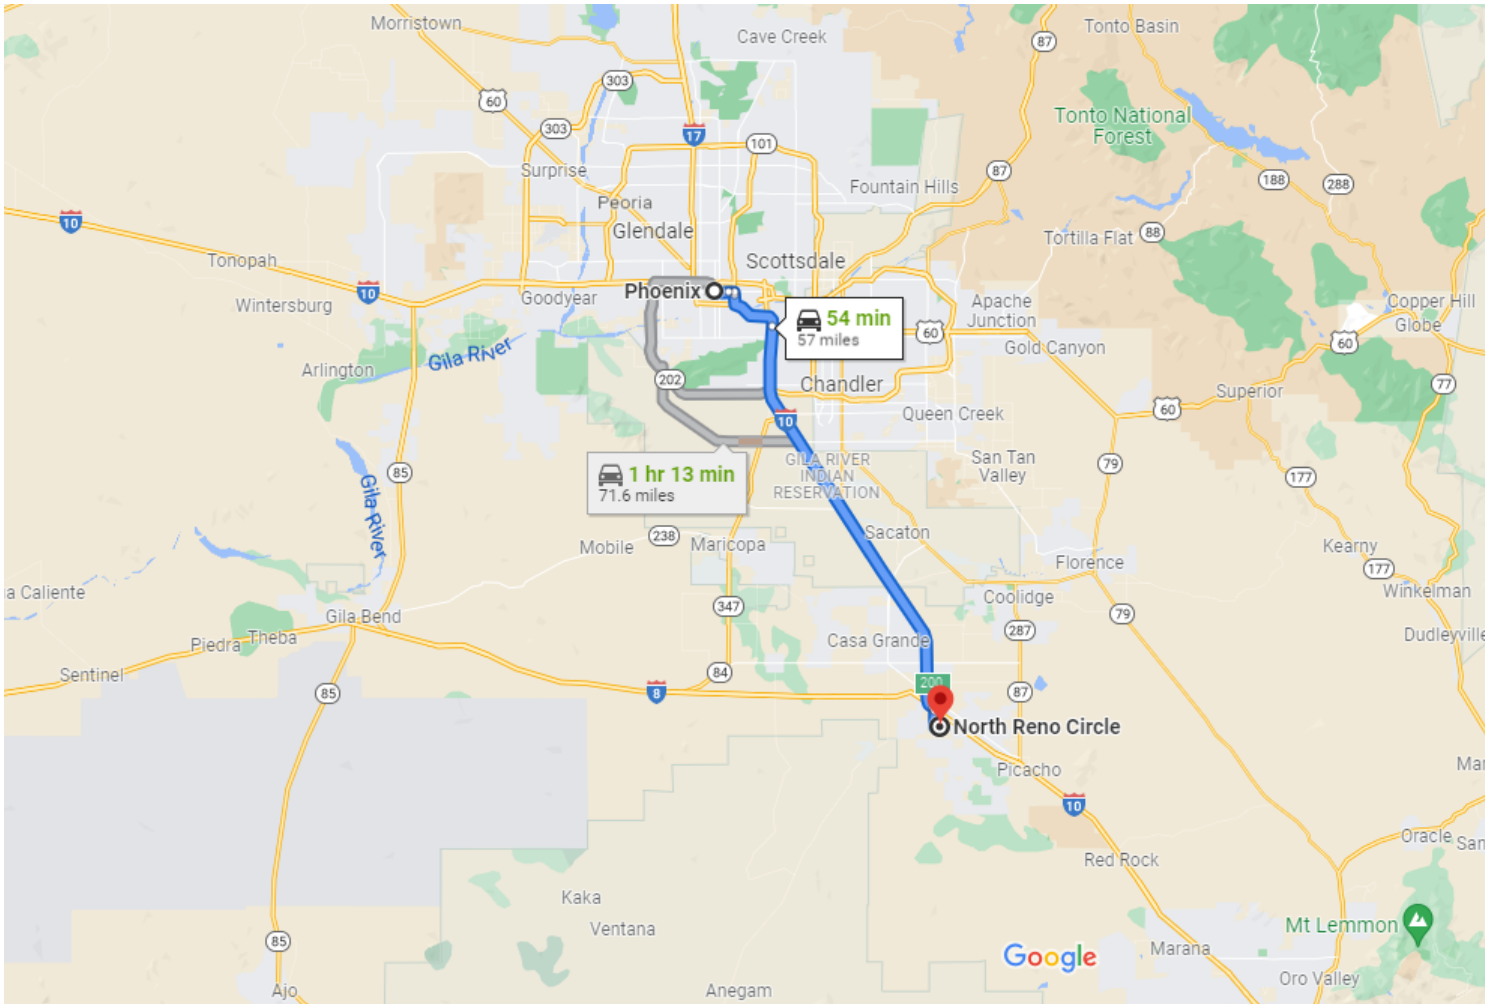 Morristown
Cave Creek
Tonto Basin
87
303
60
303
17
101
Tonto National
Forest
Surprise
87
188
288
Fountain Hills
Peoria
10
Glendale
88
Tortilla Flat
Tonopah
Scottsdale
10
Phoenix
Goodyear
Wintersburg
Apache
Junction
Copper Hill
Globe
54 min
57 miles
60
60
Gila River
Gold Canyon
Arlington
202
Chandler
77
Superior
60
Queen Creek
10
GILA RIVER
INDIAN
RESERVATION
San Tan
Valley
79
85
1 hr 13 min
71.6 miles
177
Gila River
238
Mobile
Maricopa
Sacaton
Kearny
Florence
177
a Caliente
Coolidge
Winkelman
347
79
Gila Bend
287
Piedra
Theba
Casa Grande
Dudleyville
Sentinel
84
200
85
8
87
North Reno Circle
Picacho
Mar
10
Oracle
San
Red Rock
Kaka
Ventana
Mt Lemmon
85
Google
Marana
Oro Valley
Ajo
Anegam